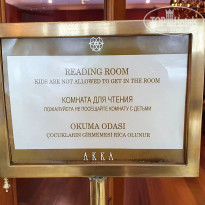 READING ROOM
KIDS ARE NOT ALLOWED TO GET IN THE ROOM
КОМНАТА ДЛЯ ЧТЕНИЯ
ПОЖАЛУЙСТА НЕ ПОСЕЩАЙТЕ КОМНАТУ С ДЕТЬМИ
OKUMA ODASI
ÇOCUKLARIN GİRMEMESİ RİCA OLUNUR
AKKA